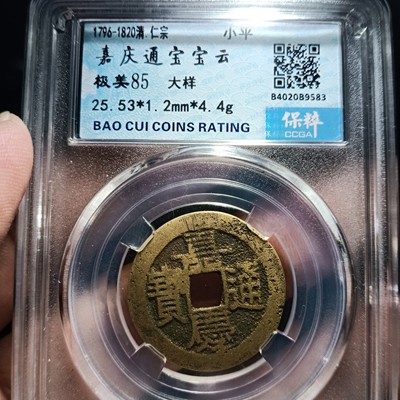 1796-1820清.仁宗 小平
嘉庆通宝宝云
极美85 大样
25.53*1.2mm*4.4g
BAO CUI COINS RATING
B4020B9583
保粹
CCGA
嘉慶通寶